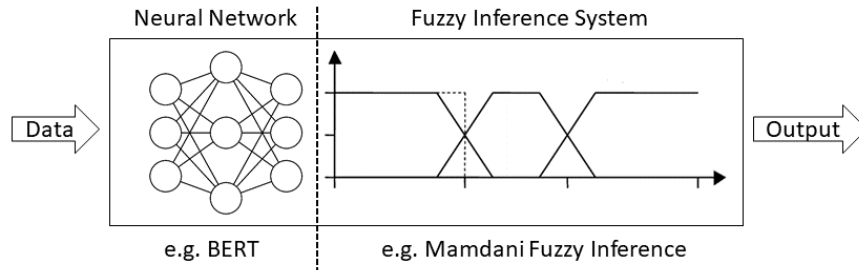 Neural Network
Fuzzy Inference System
Data
Output
e.g. BERT
e.g. Mamdani Fuzzy Inference